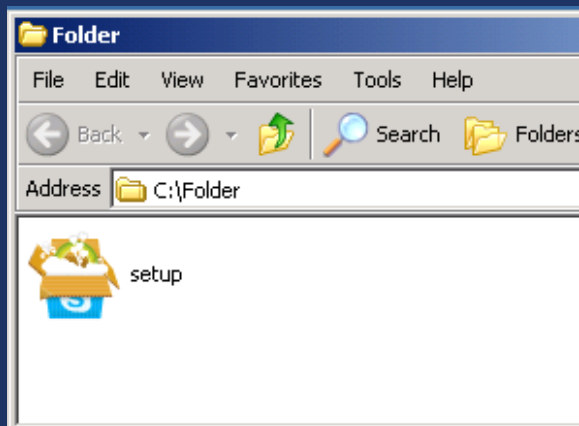 Folder
File Edit View Favorites Tools Help
Back Search Folders
Address C:\Folder
setup
S